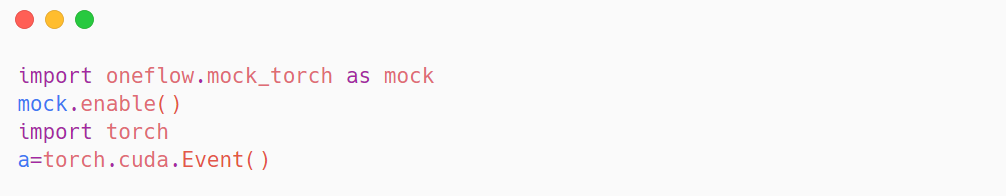 import oneflow.mock_torch as mock
mock.enable()
import torch
a=torch.cuda.Event()